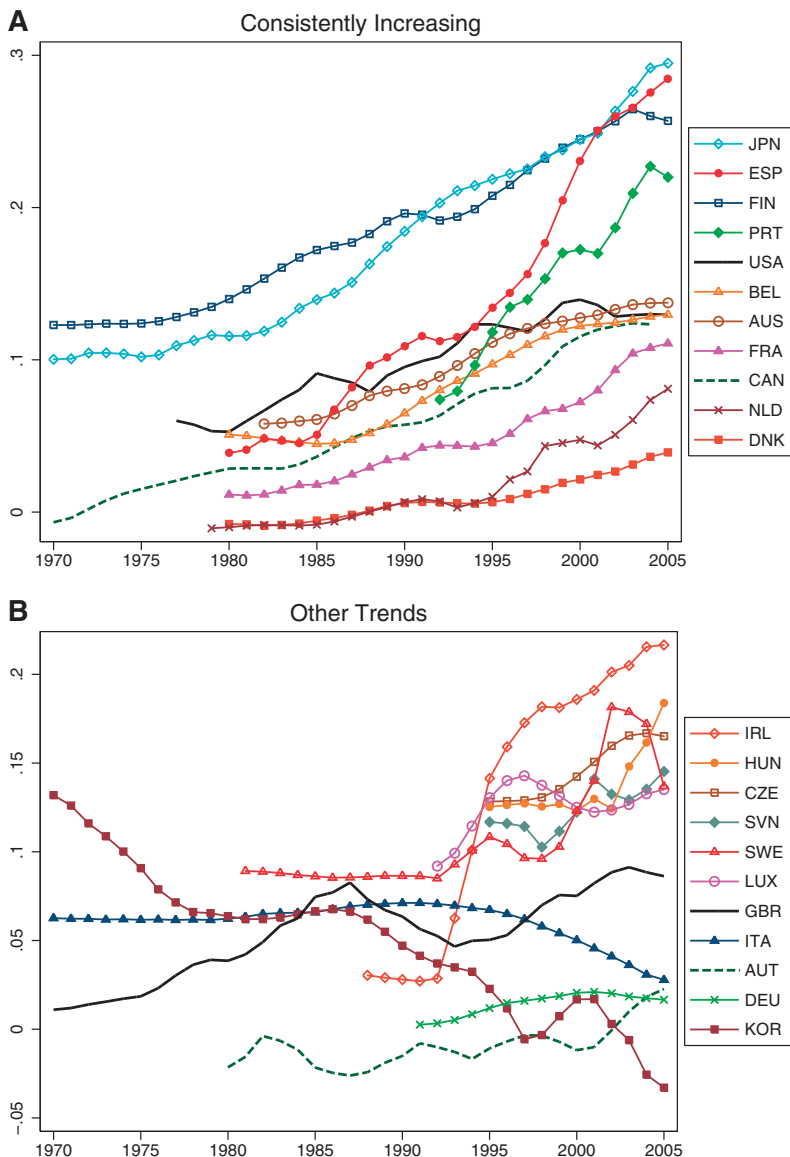 A
Consistently Increasing
.3
.2
.1
0
1970 1975 1980 1985 1990 1995 2000 2005
JPN
ESP
FIN
PRT
USA
BEL
AUS
FRA
CAN
NLD
DNK
B
Other Trends
.2
.15
.1
.05
0
-.05
1970 1975 1980 1985 1990 1995 2000 2005
IRL
HUN
CZE
SVN
SWE
LUX
GBR
ITA
AUT
DEU
KOR